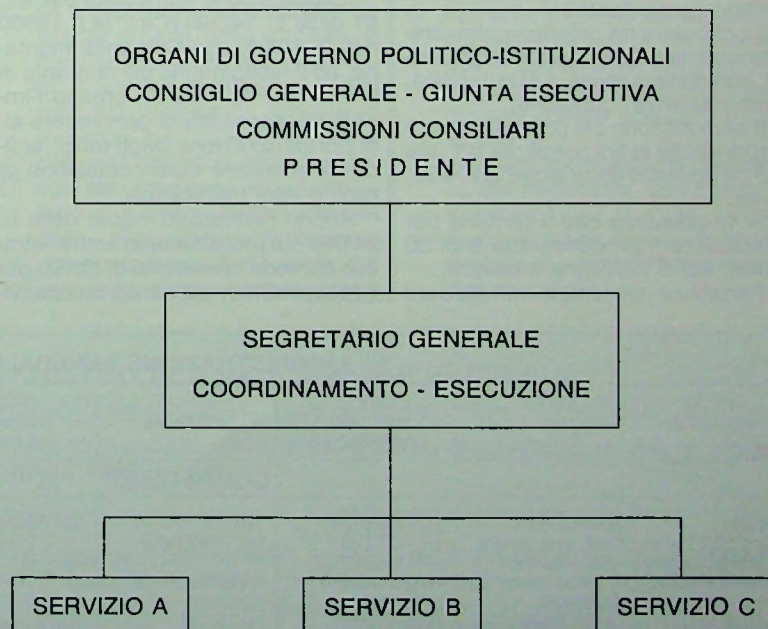 ORGANI DI GOVERNO POLITICO-ISTITUZIONALI
CONSIGLIO GENERALE - GIUNTA ESECUTIVA
COMMISSIONI CONSILIARI
PRESIDENTE
SEGRETARIO GENERALE
COORDINAMENTO - ESECUZIONE
SERVIZIO A
SERVIZIO B
SERVIZIO C